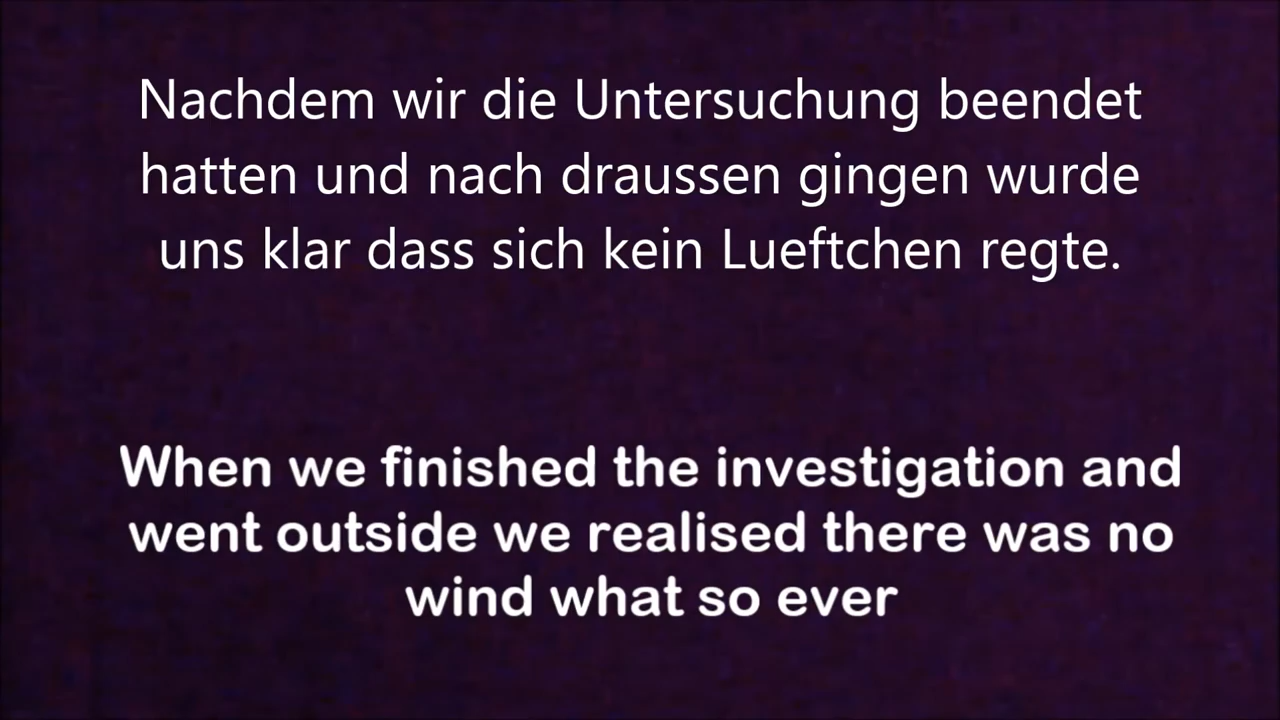 Nachdem wir die Untersuchung beendet
hatten und nach draussen gingen wurde
uns klar dass sich kein Lueftchen regte.
When we finished the investigation and
went outside we realised there was no
wind what so ever